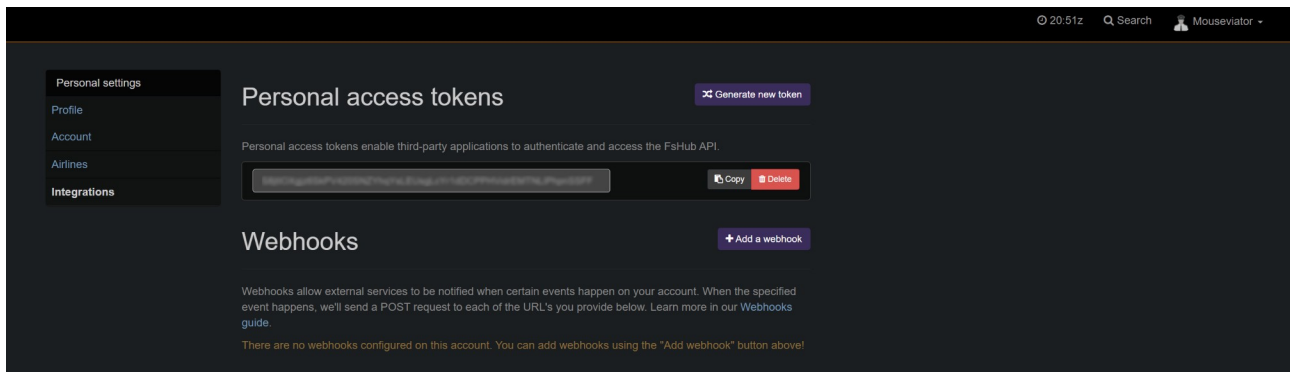 20:51z Search Mouseviator
Personal settings
Profile
Account
Airlines
Integrations
Personal access tokens
Generate new token
Personal access tokens enable third-party applications to authenticate and access the FsHub API.
Copy Delete
Webhooks
Add a webhook
Webhooks allow external services to be notified when certain events happen on your account. When the specified
event happens, we'll send a POST request to each of the URL's you provide below. Learn more in our Webhooks
guide.
There are no webhooks configured on this account. You can add webhooks using the "Add webhook" button above!